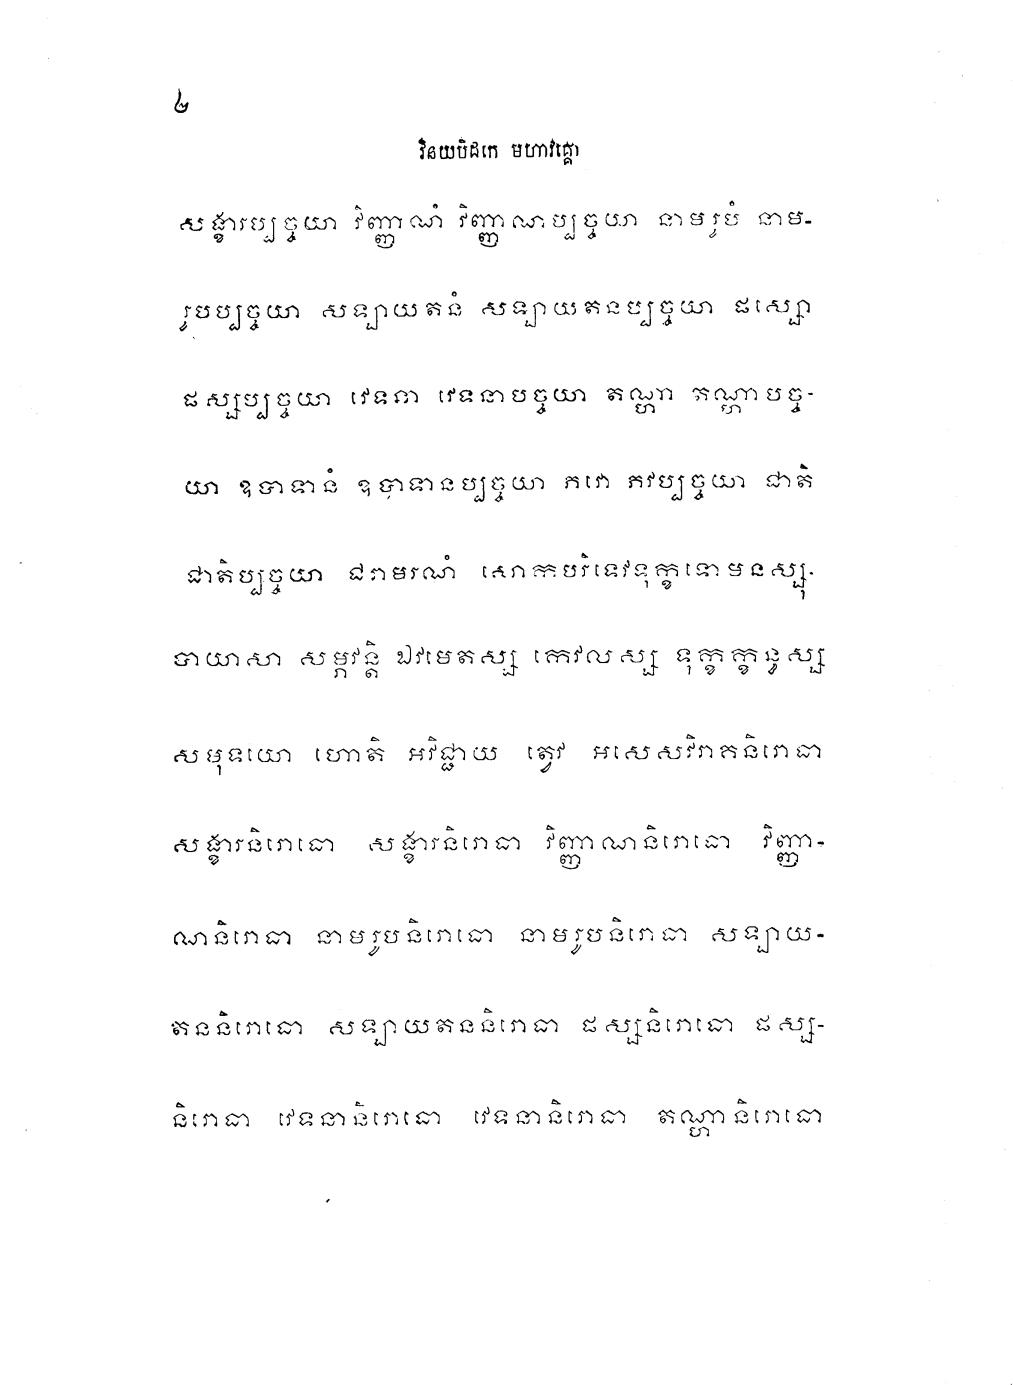 ៤
វិនយបិដកេ មហាវគ្គោ
សង្ខារប្បច្ចយា វិញ្ញាណំ វិញ្ញាណប្បច្ចយា នាមរូបំ នាម-
រូបប្បច្ចយា សឡាយតនំ សឡាយតនប្បច្ចយា ផស្សោ
ផស្សប្បច្ចយា វេទនា វេទនាបច្ចយា តណ្ហា តណ្ហាបច្ច-
យា ឧបាទានំ ឧបាទានប្បច្ចយា ភវោ ភវប្បច្ចយា ជាតិ
ជាតិប្បច្ចយា ជរាមរណំ សោកបរិទេវទុក្ខទោមនស្សុ-
បាយាសា សម្ភវន្តិ ឯវមេតស្ស កេវលស្ស ទុក្ខក្ខន្ធស្ស
សមុទយោ ហោតិ អវិជ្ជាយ ត្វេវ អសេសវិរាគនិរោធា
សង្ខារនិរោធោ សង្ខារនិរោធា វិញ្ញាណនិរោធោ វិញ្ញា-
ណនិរោធា នាមរូបនិរោធោ នាមរូបនិរោធា សឡាយ-
តននិរោធោ សឡាយតននិរោធា ផស្សនិរោធោ ផស្ស-
និរោធា វេទនានិរោធោ វេទនានិរោធា តណ្ហានិរោធោ